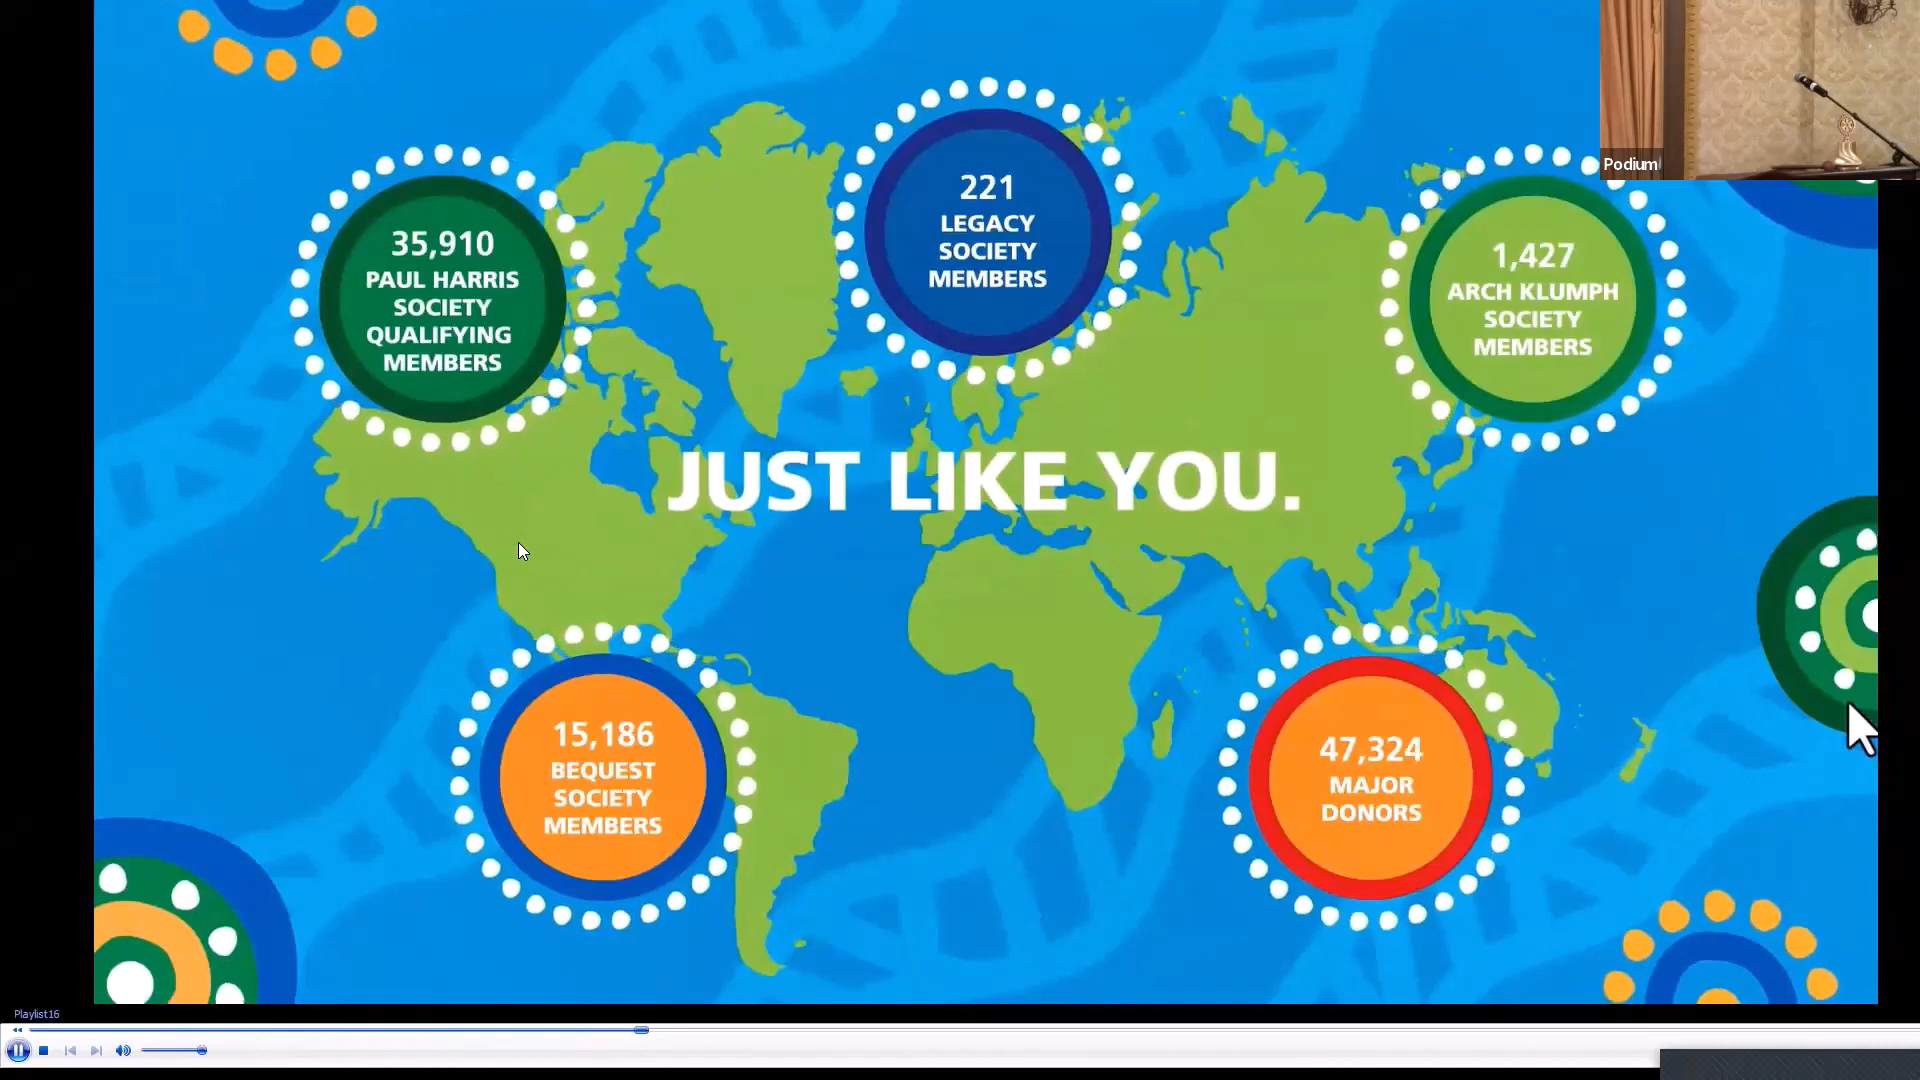 221
LEGACY
SOCIETY
MEMBERS
35,910
PAUL HARRIS
SOCIETY
QUALIFYING
MEMBERS
1,427
ARCH KLUMPH
SOCIETY
MEMBERS
Podium
JUST LIKE YOU.
15,186
BEQUEST
SOCIETY
MEMBERS
47,324
MAJOR
DONORS
Playlist16